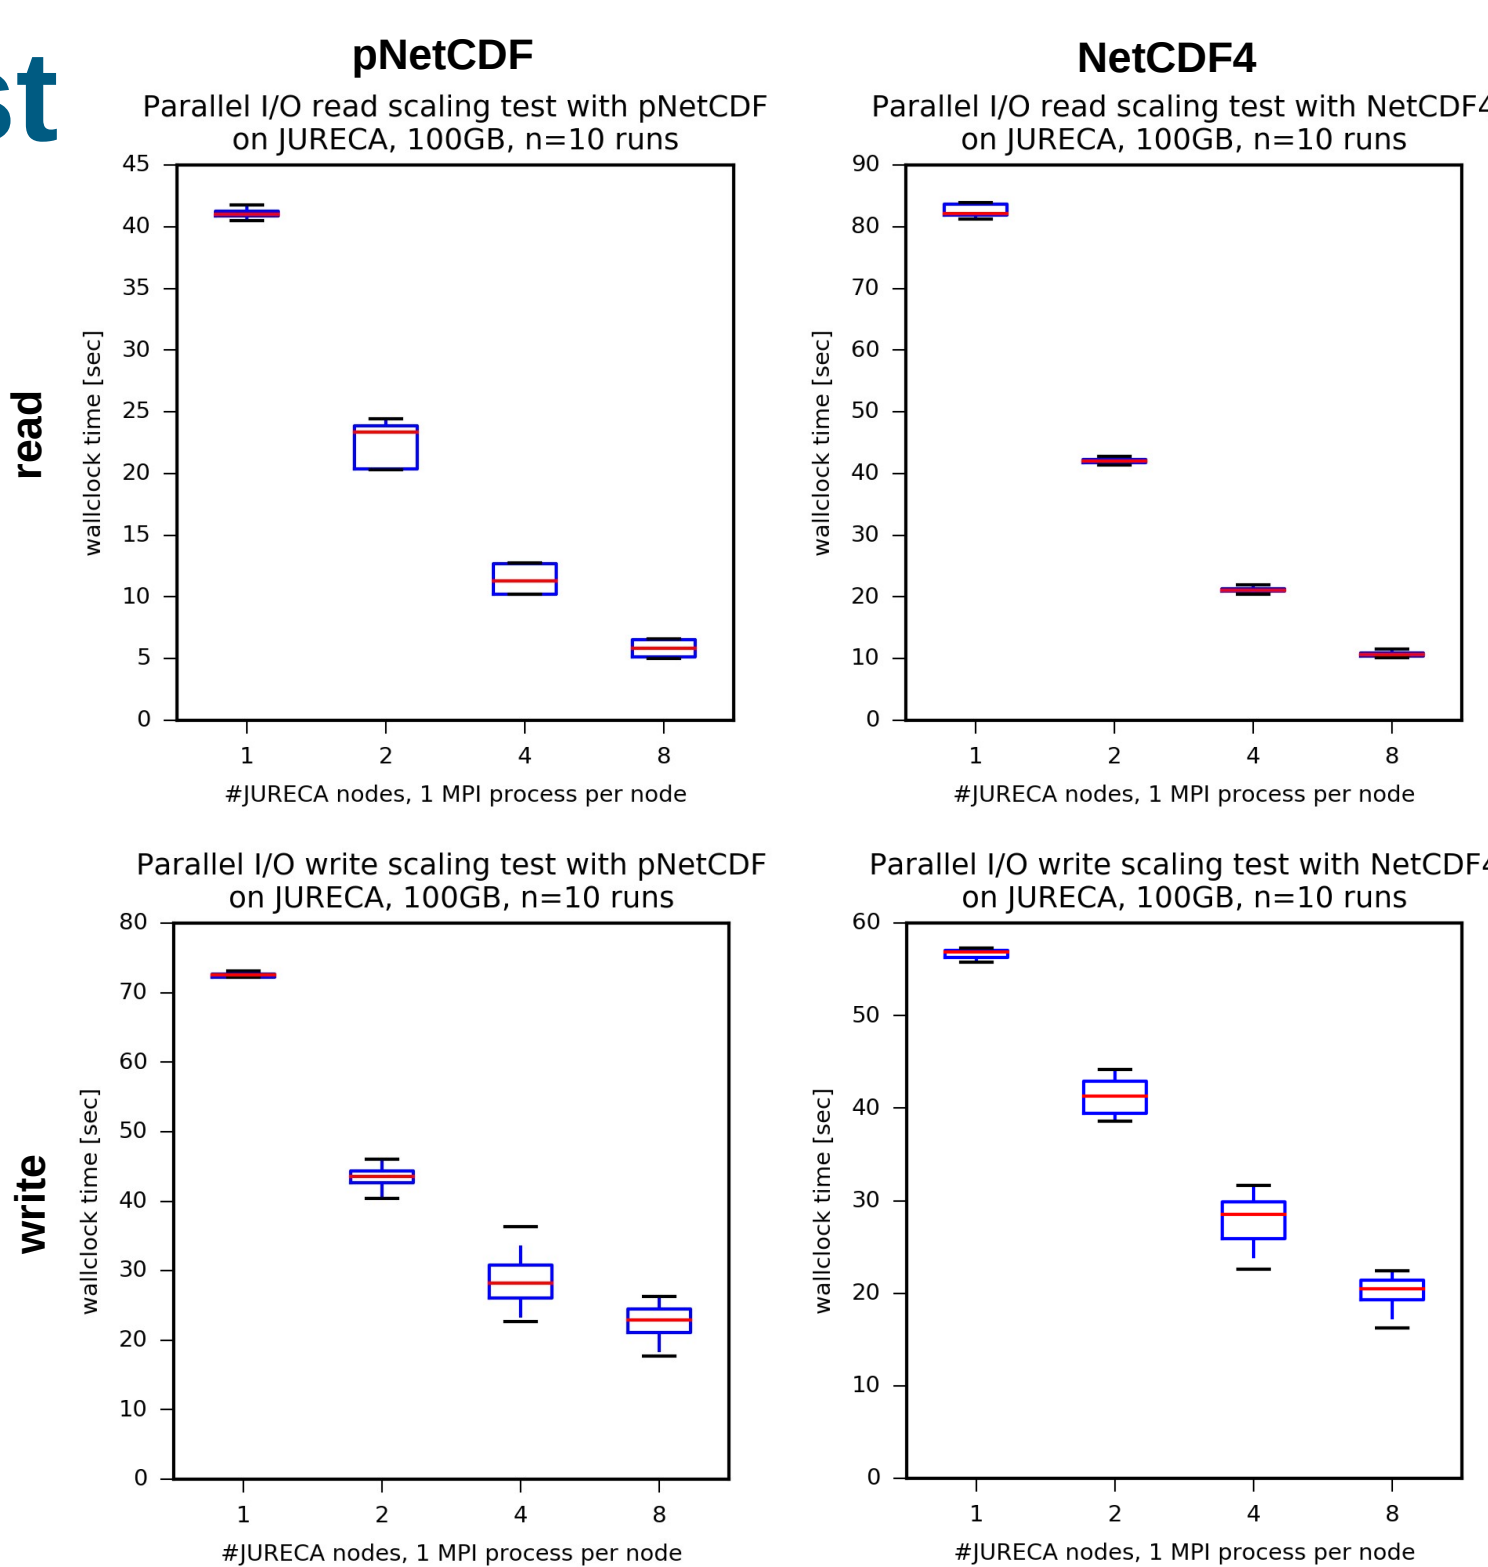 st
pNetCDF
NetCDF4
Parallel I/O read scaling test with pNetCDF
on JURECA, 100GB, n=10 runs
45
40
35
30
25
20
15
10
5
0
wallclock time [sec]
1 2 4 8
#JURECA nodes, 1 MPI process per node
Parallel I/O read scaling test with NetCDF4
on JURECA, 100GB, n=10 runs
90
80
70
60
50
40
30
20
10
0
wallclock time [sec]
1 2 4 8
#JURECA nodes, 1 MPI process per node
read
Parallel I/O write scaling test with pNetCDF
on JURECA, 100GB, n=10 runs
80
70
60
50
40
30
20
10
0
wallclock time [sec]
1 2 4 8
#JURECA nodes, 1 MPI process per node
Parallel I/O write scaling test with NetCDF4
on JURECA, 100GB, n=10 runs
60
50
40
30
20
10
0
wallclock time [sec]
1 2 4 8
#JURECA nodes, 1 MPI process per node
write